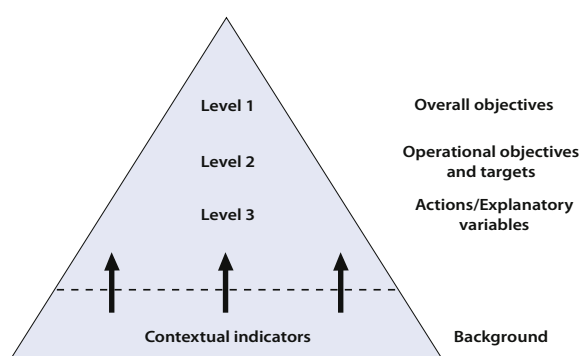 Level 1
Overall objectives
Level 2
Operational objectives
and targets
Level 3
Actions/Explanatory
variables
Contextual indicators
Background